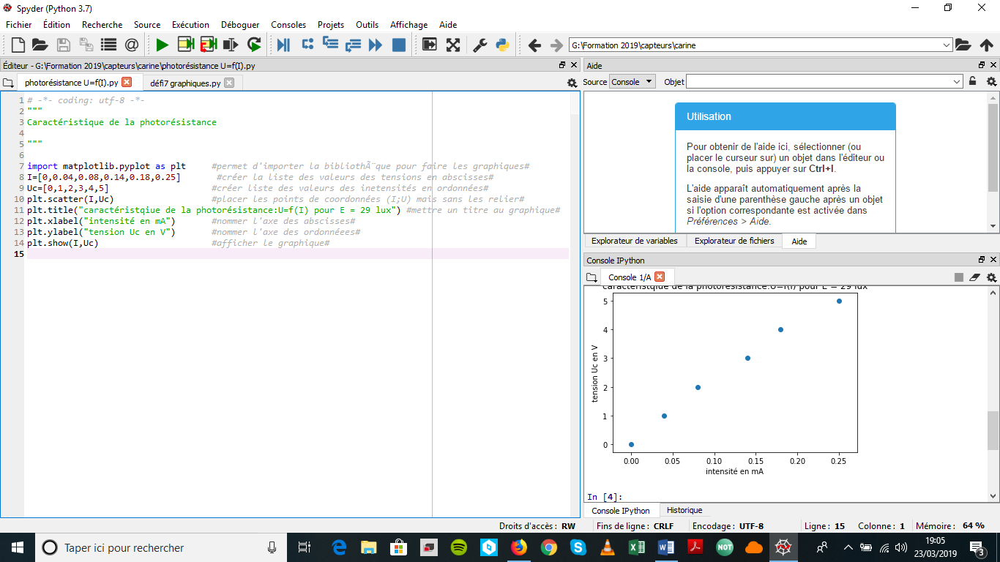 Spyder (Python 3.7)
Fichier Édition Recherche Source Exécution Déboguer Consoles Projets Outils Affichage Aide
G:\Formation 2019\capteurs\carine
Éditeur - G:\Formation 2019\capteurs\carine\photorésistance U=f(I).py
photorésistance U=f(I).py
défi7 graphiques.py
1 # -*- coding: utf-8 -*-
2 """
3 Caractéristique de la photorésistance
4
5 """
6
7 import matplotlib.pyplot as plt #permet d'importer la bibliothÃ¨que pour faire les graphiques#
8 I=[0,0.04,0.08,0.14,0.18,0.25] #créer la liste des valeurs des tensions en abscisses#
9 Uc=[0,1,2,3,4,5] #créer liste des valeurs des inetensités en ordonnées#
10 plt.scatter(I,Uc) #placer les points de coordonnées (I;U) mais sans les relier#
11 plt.title("caractéristqiue de la photorésistance:U=f(I) pour E = 29 lux") #mettre un titre au graphique#
12 plt.xlabel("intensité en mA") #nommer l'axe des abscisses#
13 plt.ylabel("tension Uc en V") #nommer l'axe des ordonnéees#
14 plt.show(I,Uc) #afficher le graphique#
15
Aide
Source Console Objet
Utilisation
Pour obtenir de l'aide ici, sélectionner (ou
placer le curseur sur) un objet dans l'éditeur ou
la console, puis appuyer sur Ctrl+I.
L'aide apparaît automatiquement après la
saisie d'une parenthèse gauche après un objet
si l'option correspondante est activée dans
Préférences > Aide.
Explorateur de variables Explorateur de fichiers Aide
Console IPython
Console 1/A
caractéristqiue de la photorésistance:U=f(I) pour E = 29 lux
5
4
3
2
1
0
tension Uc en V
0.00 0.05 0.10 0.15 0.20 0.25
intensité en mA
In [4]:
Console IPython Historique
Droits d'accès : RW Fins de ligne : CRLF Encodage : UTF-8 Ligne : 15 Colonne : 1 Mémoire : 64 %
Taper ici pour rechercher
NOT
19:05
23/03/2019
3